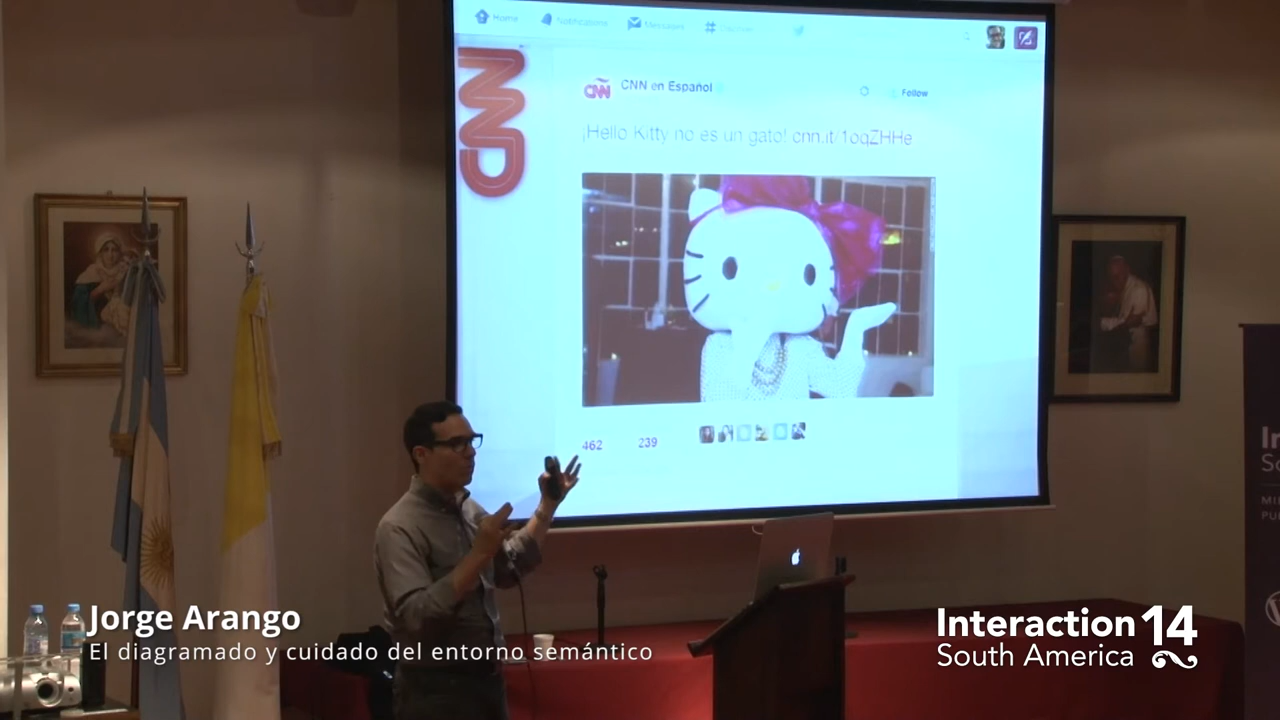 Home Notifications Messages
CNN
CNN en Español
Follow
¡Hello Kitty no es un gato! cnn.it/1oqZHHe
462 239
Jorge Arango
El diagramado y cuidado del entorno semántico
Interaction 14
South America